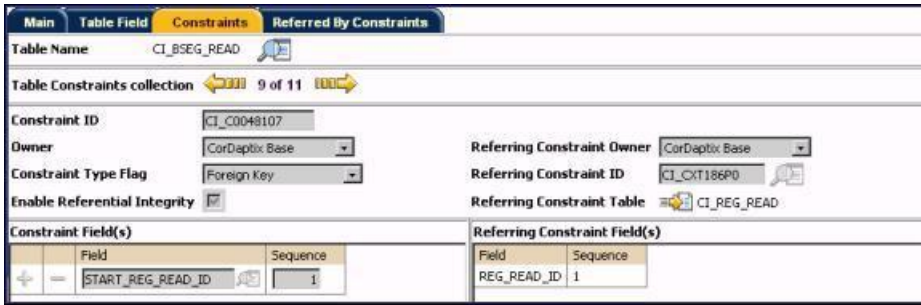 Main Table Field Constraints Referred By Constraints
Table Name CI_BSEG_READ
Table Constraints collection 9 of 11
Constraint ID CI_C0048107
Owner CorDaptix Base Referring Constraint Owner CorDaptix Base
Constraint Type Flag Foreign Key Referring Constraint ID CI_CXT186P0
Enable Referential Integrity Referring Constraint Table CI_REG_READ
Constraint Field(s) Referring Constraint Field(s)
Field Sequence Field Sequence
START_REG_READ_ID 1 REG_READ_ID 1